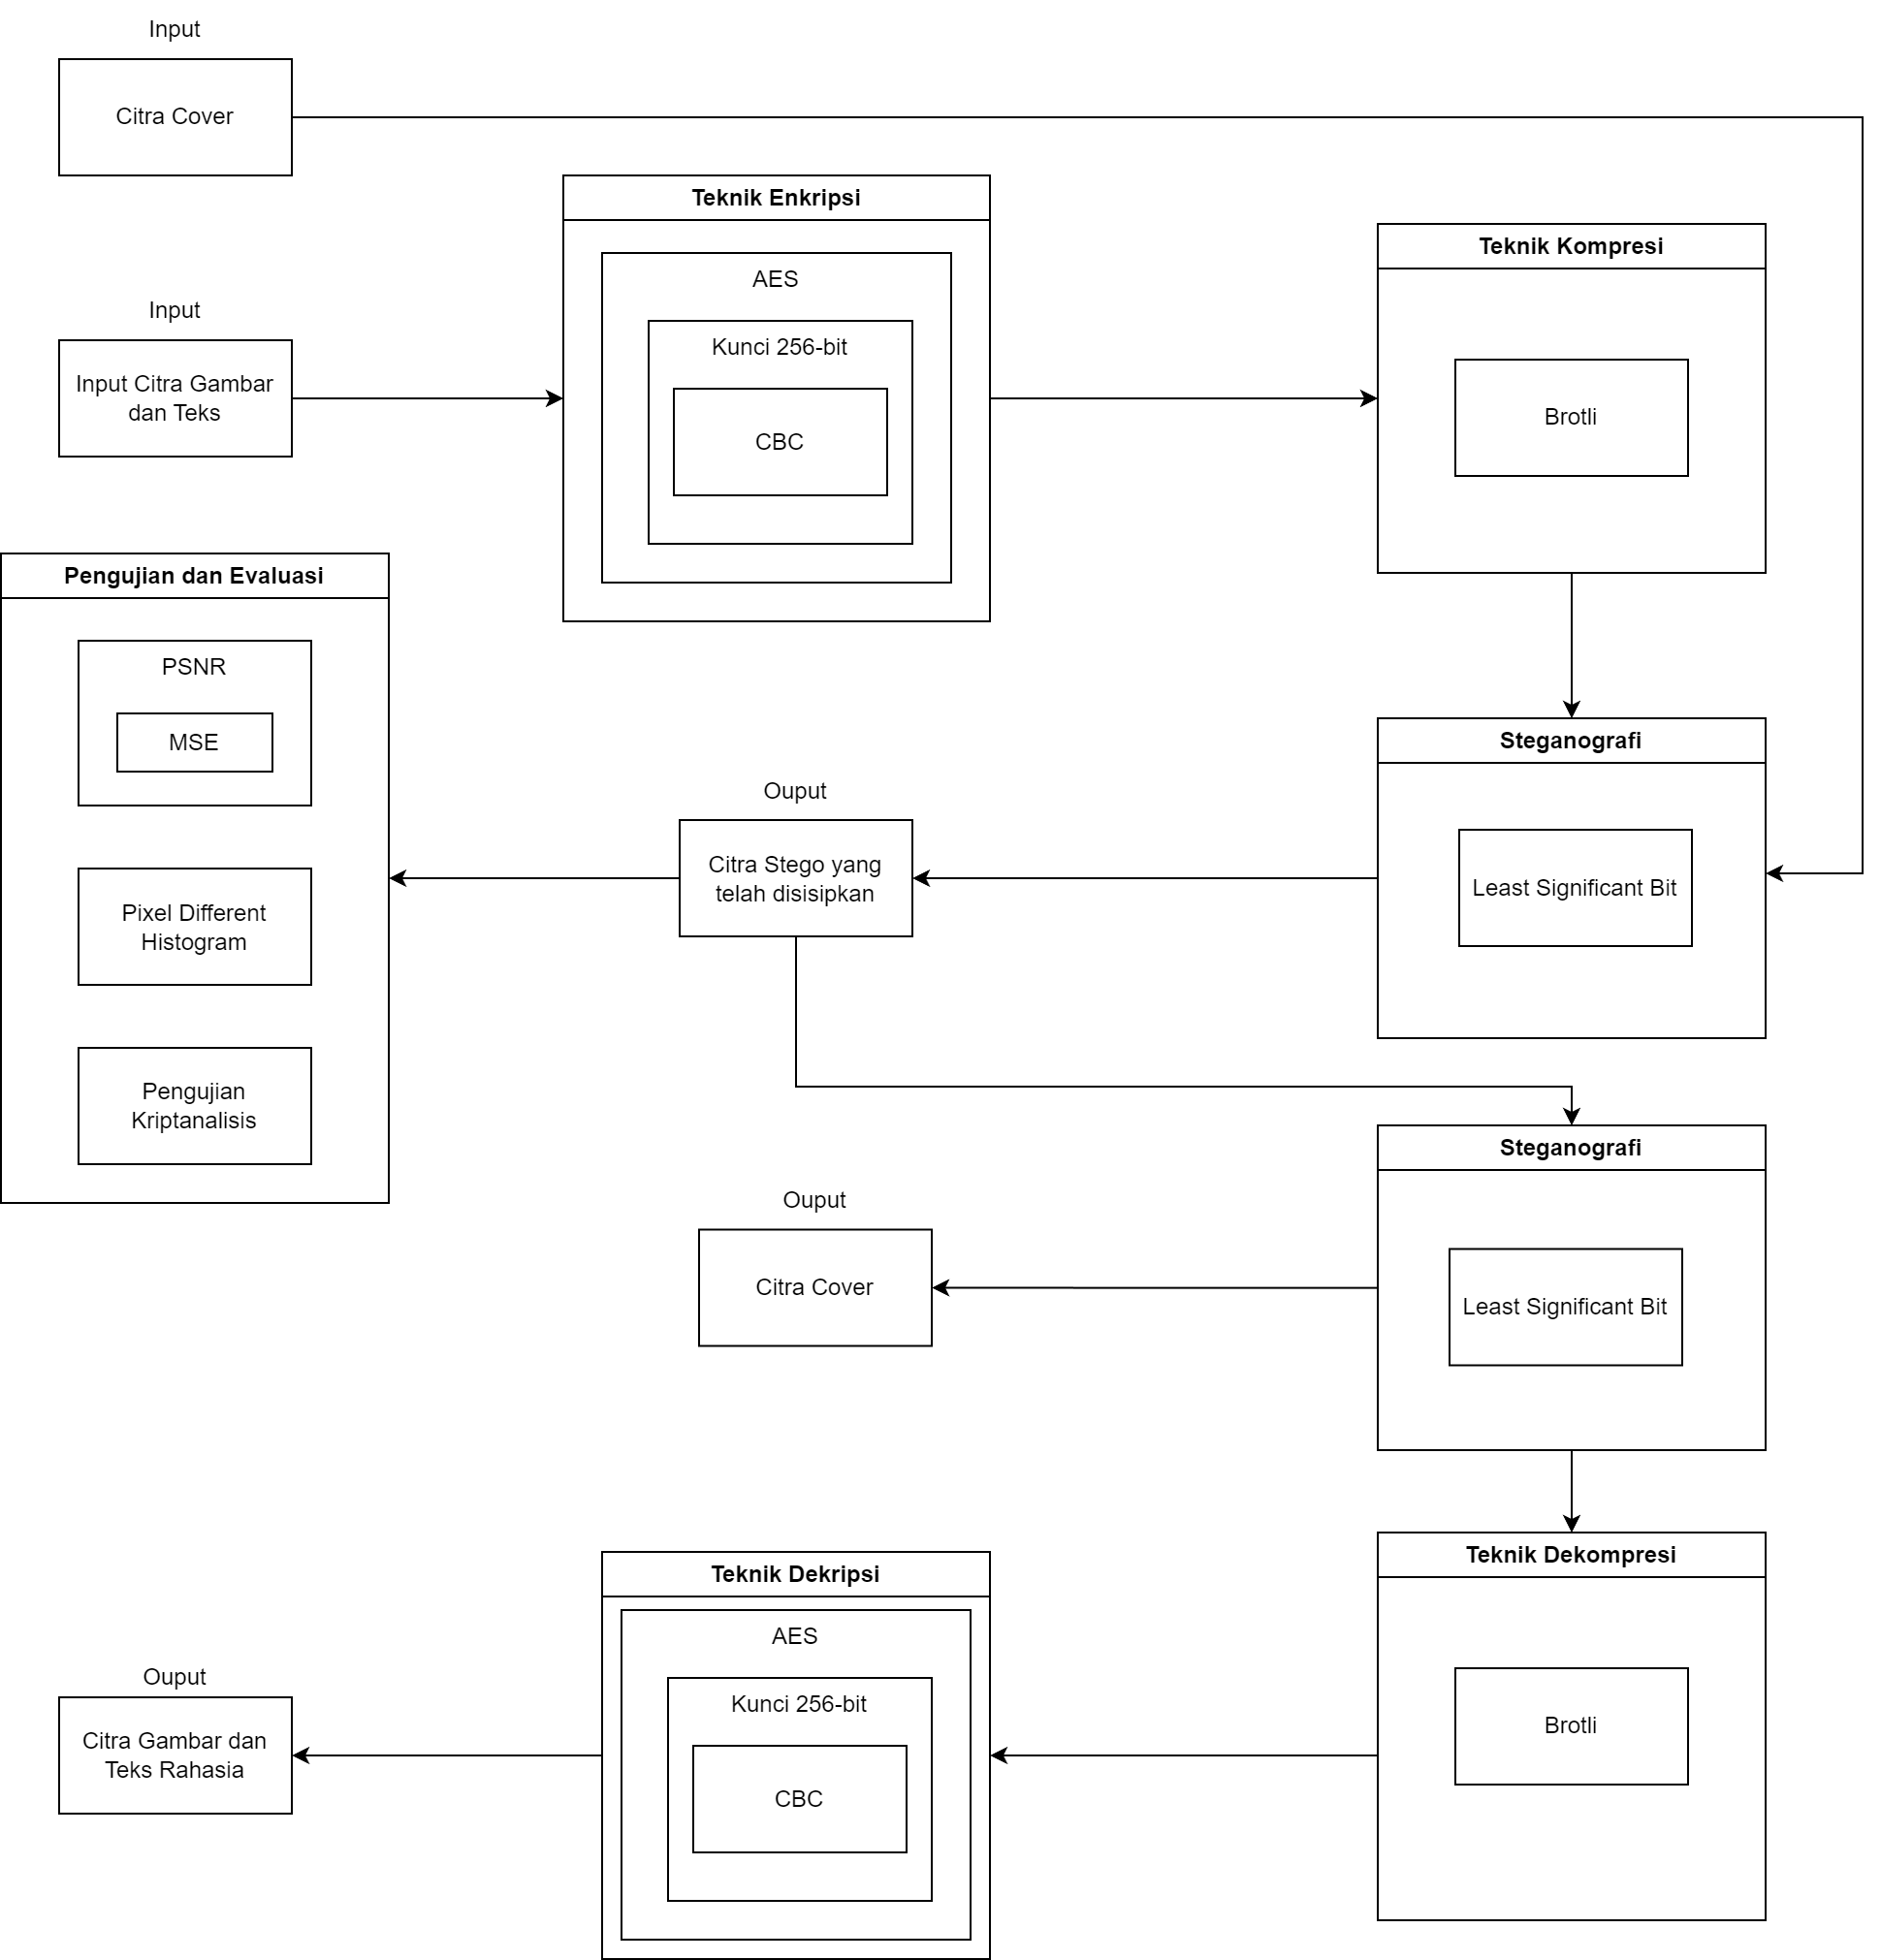 Input
Citra Cover
Teknik Enkripsi
AES
Kunci 256-bit
CBC
Teknik Kompresi
Brotli
Input
Input Citra Gambar
dan Teks
Pengujian dan Evaluasi
PSNR
MSE
Pixel Different
Histogram
Pengujian
Kriptanalisis
Steganografi
Least Significant Bit
Ouput
Citra Stego yang
telah disisipkan
Steganografi
Least Significant Bit
Ouput
Citra Cover
Teknik Dekompresi
Brotli
Teknik Dekripsi
AES
Kunci 256-bit
CBC
Ouput
Citra Gambar dan
Teks Rahasia